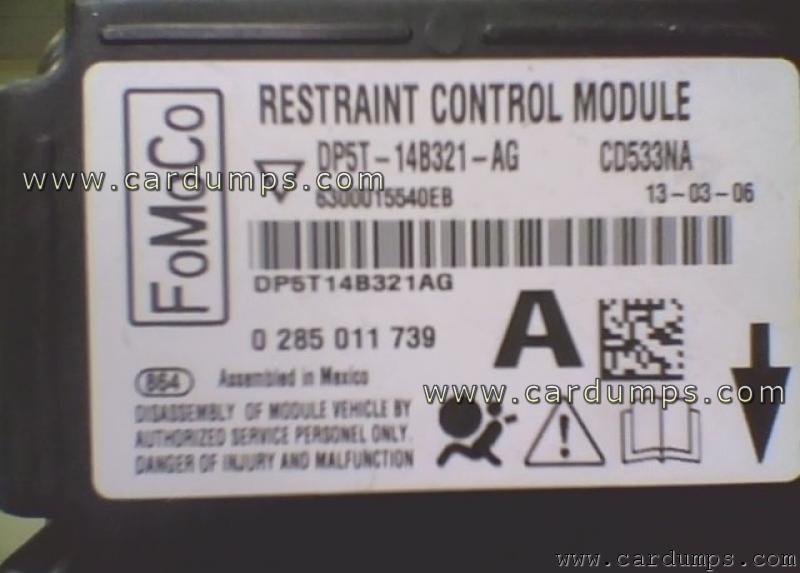 RESTRAINT CONTROL MODULE
FoMoCo
DP5T-14B321-AG CD533NA
www.cardumps.com
6300015540EB 13-03-06
DP5T14B321AG
0 285 011 739 A
864 Assembled in Mexico
www.cardumps.com
DISASSEMBLY OF MODULE VEHICLE BY
AUTHORIZED SERVICE PERSONEL ONLY.
DANGER OF INJURY AND MALFUNCTION
www.cardumps.com